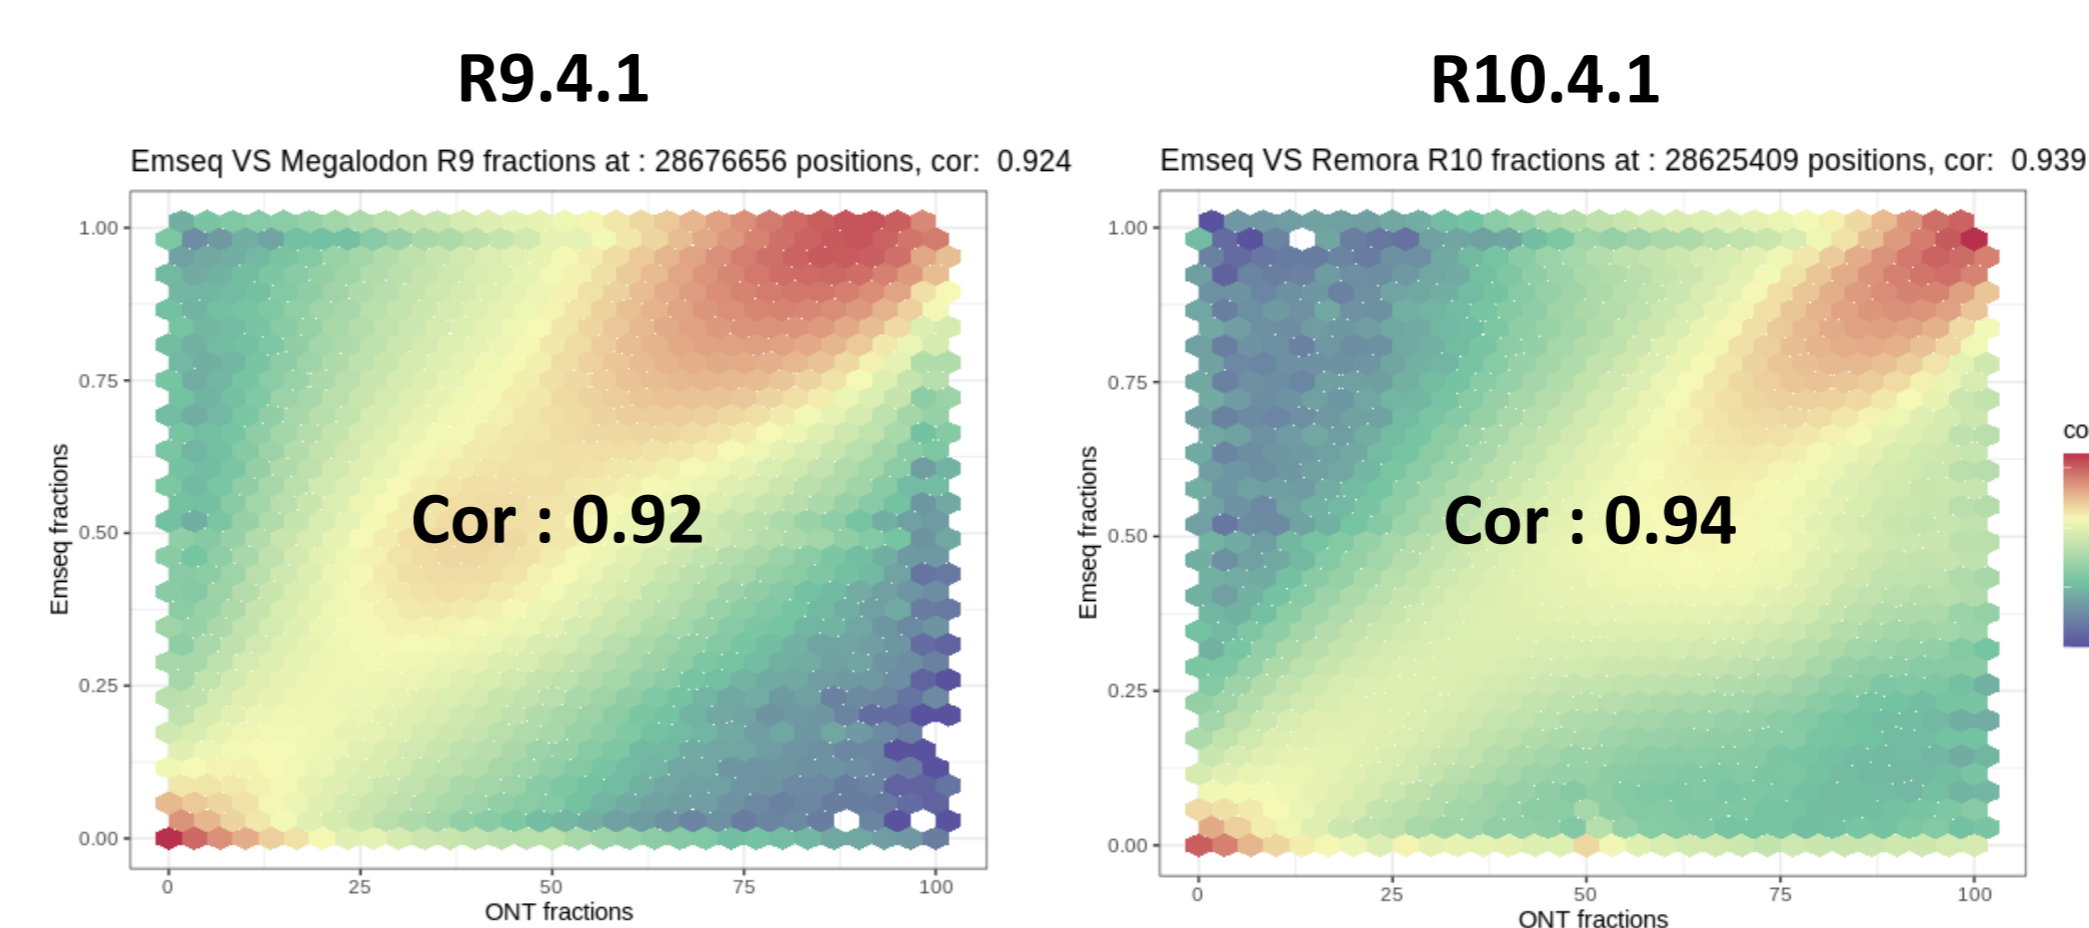 R9.4.1
Emseq VS Megalodon R9 fractions at : 28676656 positions, cor:  0.924
1.00
0.75
0.50
0.25
0.00
Emseq fractions
Cor : 0.92
0
25
50
75
100
ONT fractions
R10.4.1
Emseq VS Remora R10 fractions at : 28625409 positions, cor:  0.939
1.00
0.75
0.50
0.25
0.00
Emseq fractions
Cor : 0.94
0
25
50
75
100
ONT fractions
co